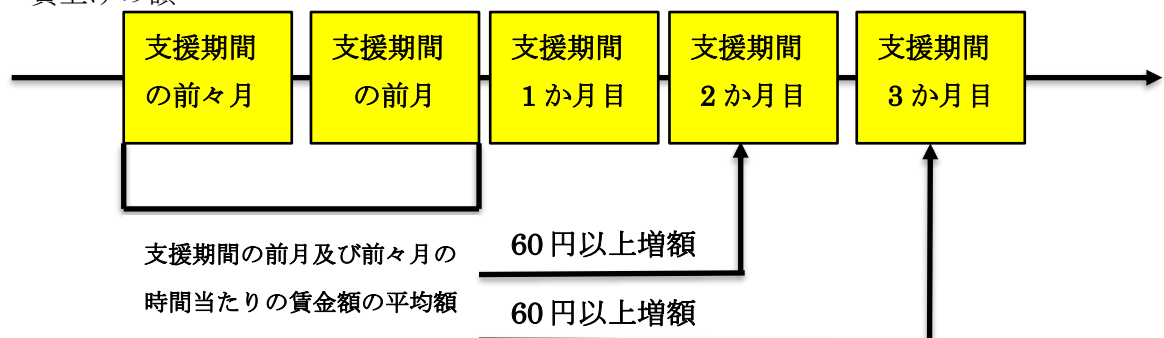 支援期間
の前々月
支援期間
の前月
支援期間
1か月目
支援期間
2か月目
支援期間
3か月目
支援期間の前月及び前々月の
時間当たりの賃金額の平均額
60円以上増額
60円以上増額